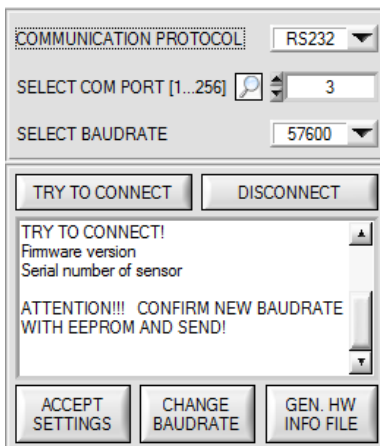 COMMUNICATION PROTOCOL RS232
SELECT COM PORT [1...256] 3
SELECT BAUDRATE 57600
TRY TO CONNECT DISCONNECT
TRY TO CONNECT!
Firmware version
Serial number of sensor
ATTENTION!!! CONFIRM NEW BAUDRATE
WITH EEPROM AND SEND!
ACCEPT SETTINGS CHANGE BAUDRATE GEN. HW INFO FILE